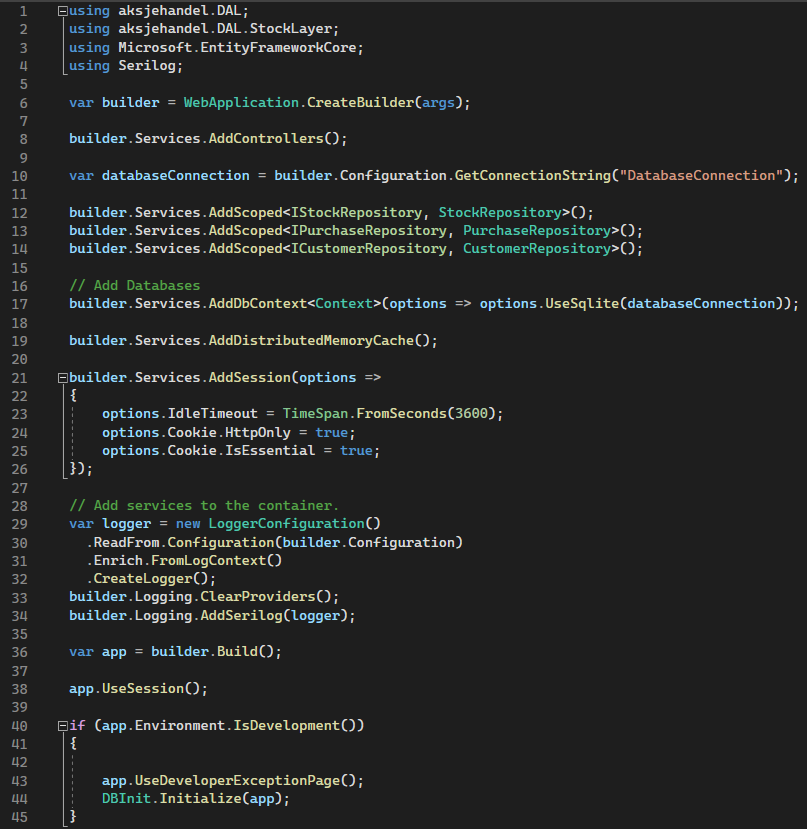 1 using aksjehandel.DAL;
2 using aksjehandel.DAL.StockLayer;
3 using Microsoft.EntityFrameworkCore;
4 using Serilog;
5
6 var builder = WebApplication.CreateBuilder(args);
7
8 builder.Services.AddControllers();
9
10 var databaseConnection = builder.Configuration.GetConnectionString("DatabaseConnection");
11
12 builder.Services.AddScoped<IStockRepository, StockRepository>();
13 builder.Services.AddScoped<IPurchaseRepository, PurchaseRepository>();
14 builder.Services.AddScoped<ICustomerRepository, CustomerRepository>();
15
16 // Add Databases
17 builder.Services.AddDbContext<Context>(options => options.UseSqlite(databaseConnection));
18
19 builder.Services.AddDistributedMemoryCache();
20
21 builder.Services.AddSession(options =>
22 {
23     options.IdleTimeout = TimeSpan.FromSeconds(3600);
24     options.Cookie.HttpOnly = true;
25     options.Cookie.IsEssential = true;
26 });
27
28 // Add services to the container.
29 var logger = new LoggerConfiguration()
30   .ReadFrom.Configuration(builder.Configuration)
31   .Enrich.FromLogContext()
32   .CreateLogger();
33 builder.Logging.ClearProviders();
34 builder.Logging.AddSerilog(logger);
35
36 var app = builder.Build();
37
38 app.UseSession();
39
40 if (app.Environment.IsDevelopment())
41 {
42
43     app.UseDeveloperExceptionPage();
44     DBInit.Initialize(app);
45 }